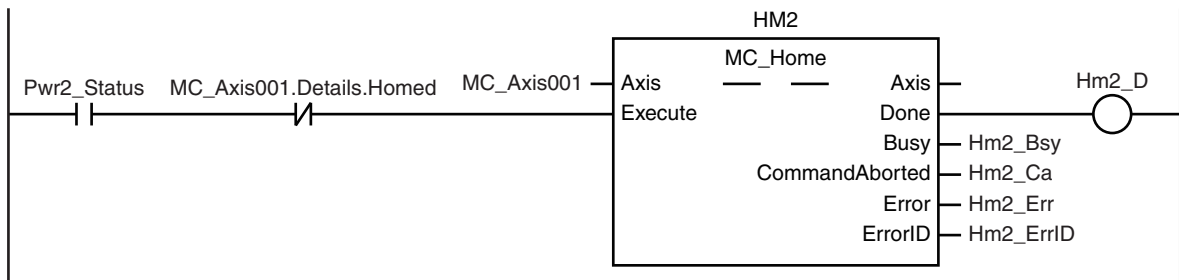 HM2
MC_Home
Pwr2_Status MC_Axis001.Details.Homed MC_Axis001 Axis Axis Hm2_D
Execute Done
Busy Hm2_Bsy
CommandAborted Hm2_Ca
Error Hm2_Err
ErrorID Hm2_ErrID